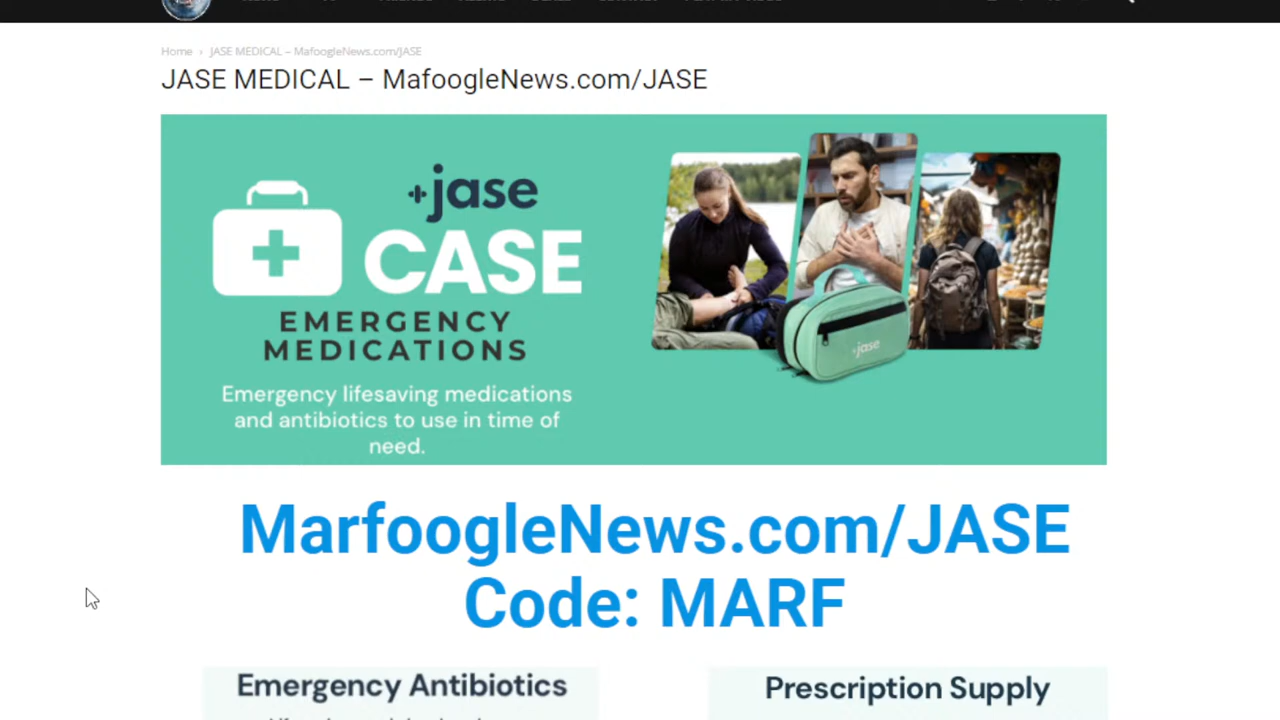 Home › JASE MEDICAL – MafoogleNews.com/JASE
JASE MEDICAL – MafoogleNews.com/JASE
+jase
CASE
EMERGENCY
MEDICATIONS
Emergency lifesaving medications
and antibiotics to use in time of
need.
+jase
MarfoogleNews.com/JASE
Code: MARF
Emergency Antibiotics
Prescription Supply